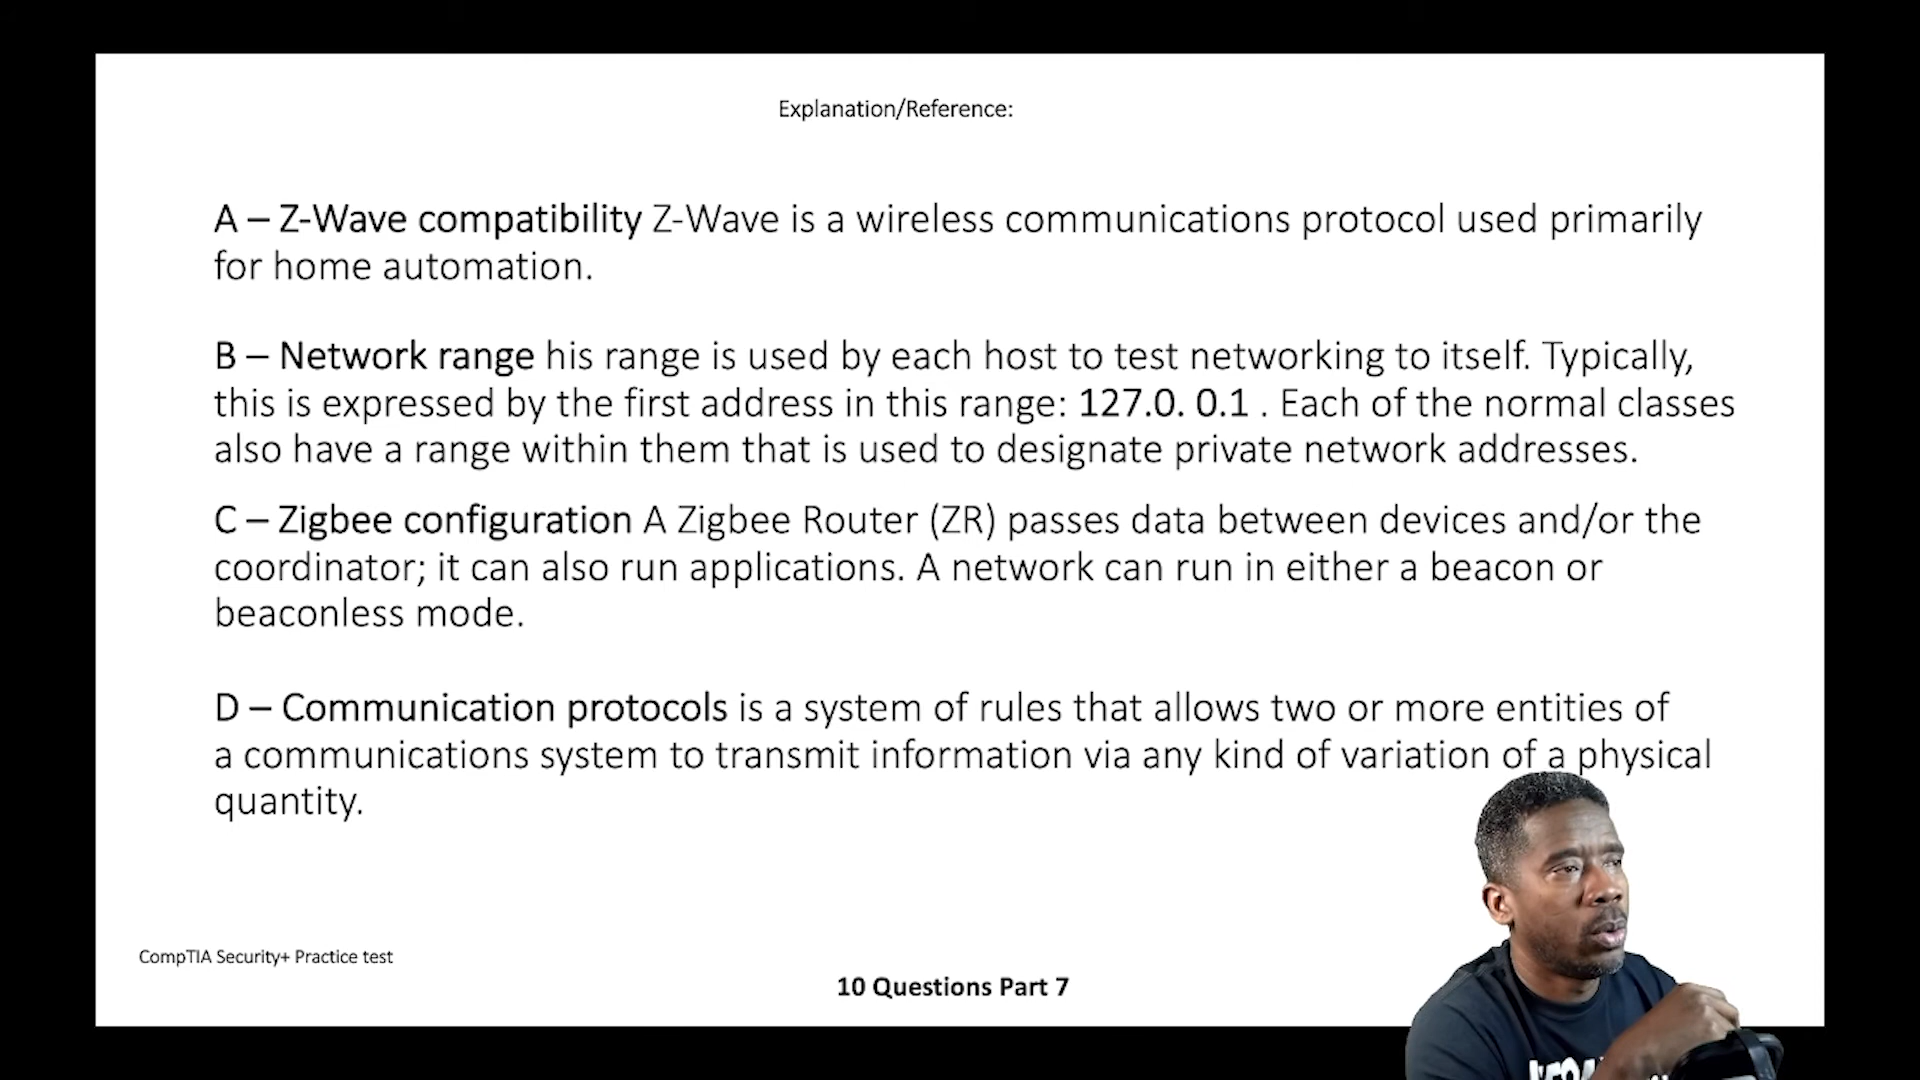 Explanation/Reference:
A – Z-Wave compatibility Z-Wave is a wireless communications protocol used primarily
for home automation.
B – Network range his range is used by each host to test networking to itself. Typically,
this is expressed by the first address in this range: 127.0. 0.1 . Each of the normal classes
also have a range within them that is used to designate private network addresses.
C – Zigbee configuration A Zigbee Router (ZR) passes data between devices and/or the
coordinator; it can also run applications. A network can run in either a beacon or
beaconless mode.
D – Communication protocols is a system of rules that allows two or more entities of
a communications system to transmit information via any kind of variation of a physical
quantity.
CompTIA Security+ Practice test
10 Questions Part 7